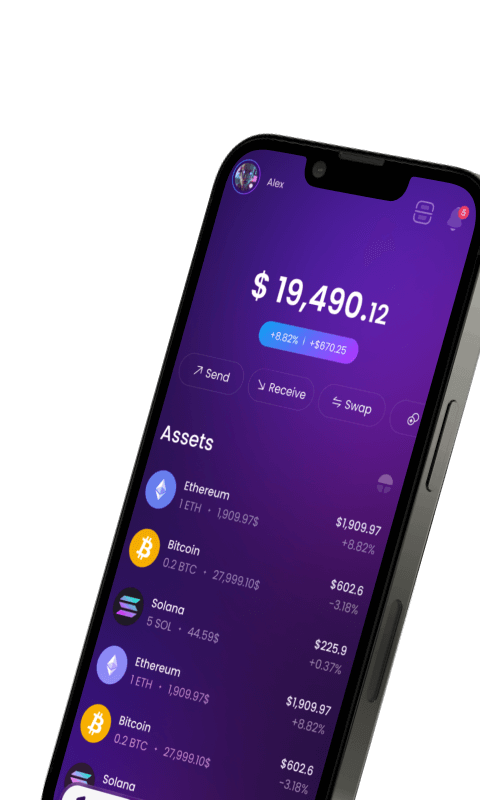 Alex
5
$ 19,490.12
+8.82% | +$670.25
Send
Receive
Swap
Assets
Ethereum
1 ETH • 1,909.97$
$1,909.97
+8.82%
Bitcoin
0.2 BTC • 27,999.10$
$602.6
-3.18%
Solana
5 SOL • 44.59$
$225.9
+0.37%
Ethereum
1 ETH • 1,909.97$
$1,909.97
+8.82%
Bitcoin
0.2 BTC • 27,999.10$
$602.6
-3.18%
Solana